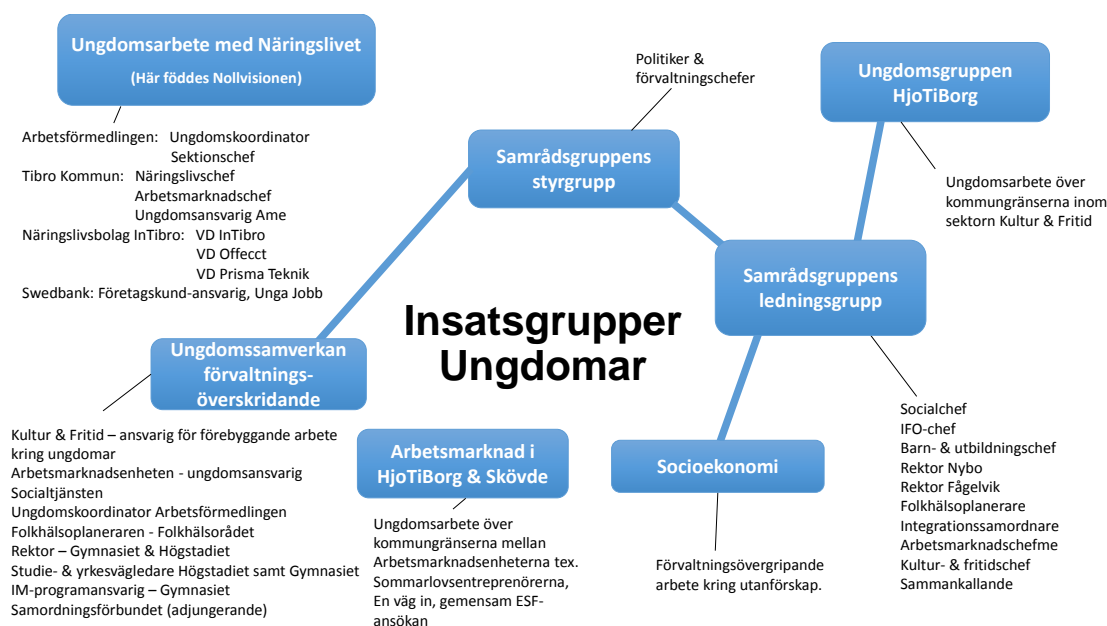 Ungdomsarbete med Näringslivet
(Här föddes Nollvisionen)
Arbetsförmedlingen: Ungdomskoordinator
Sektionschef
Tibro Kommun: Näringslivschef
Arbetsmarknadschef
Ungdomsansvarig Ame
Näringslivsbolag InTibro: VD InTibro
VD Offecct
VD Prisma Teknik
Swedbank: Företagskund-ansvarig, Unga Jobb
Politiker &
förvaltningschefer
Samrådsgruppens
styrgrupp
Ungdomsgruppen
HjoTiBorg
Ungdomsarbete över
kommungränserna inom
sektorn Kultur & Fritid
Samrådsgruppens
ledningsgrupp
Insatsgrupper
Ungdomar
Ungdomssamverkan
förvaltnings-
överskridande
Kultur & Fritid – ansvarig för förebyggande arbete
kring ungdomar
Arbetsmarknadsenheten - ungdomsansvarig
Socialtjänsten
Ungdomskoordinator Arbetsförmedlingen
Folkhälsoplaneraren - Folkhälsorådet
Rektor – Gymnasiet & Högstadiet
Studie- & yrkesvägledare Högstadiet samt Gymnasiet
IM-programansvarig – Gymnasiet
Samordningsförbundet (adjungerande)
Arbetsmarknad i
HjoTiBorg & Skövde
Ungdomsarbete över
kommungränserna mellan
Arbetsmarknadsenheterna tex.
Sommarlovsentreprenörerna,
En väg in, gemensam ESF-
ansökan
Socioekonomi
Förvaltningsövergripande
arbete kring utanförskap.
Socialchef
IFO-chef
Barn- & utbildningschef
Rektor Nybo
Rektor Fågelvik
Folkhälsoplanerare
Integrationssamordnare
Arbetsmarknadschefme
Kultur- & fritidschef
Sammankallande